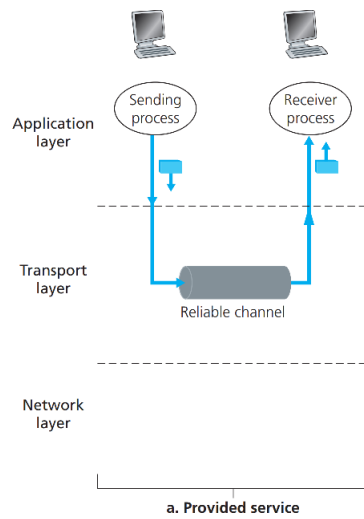 Sending
process
Receiver
process
Application
layer
Transport
layer
Reliable channel
Network
layer
a. Provided service